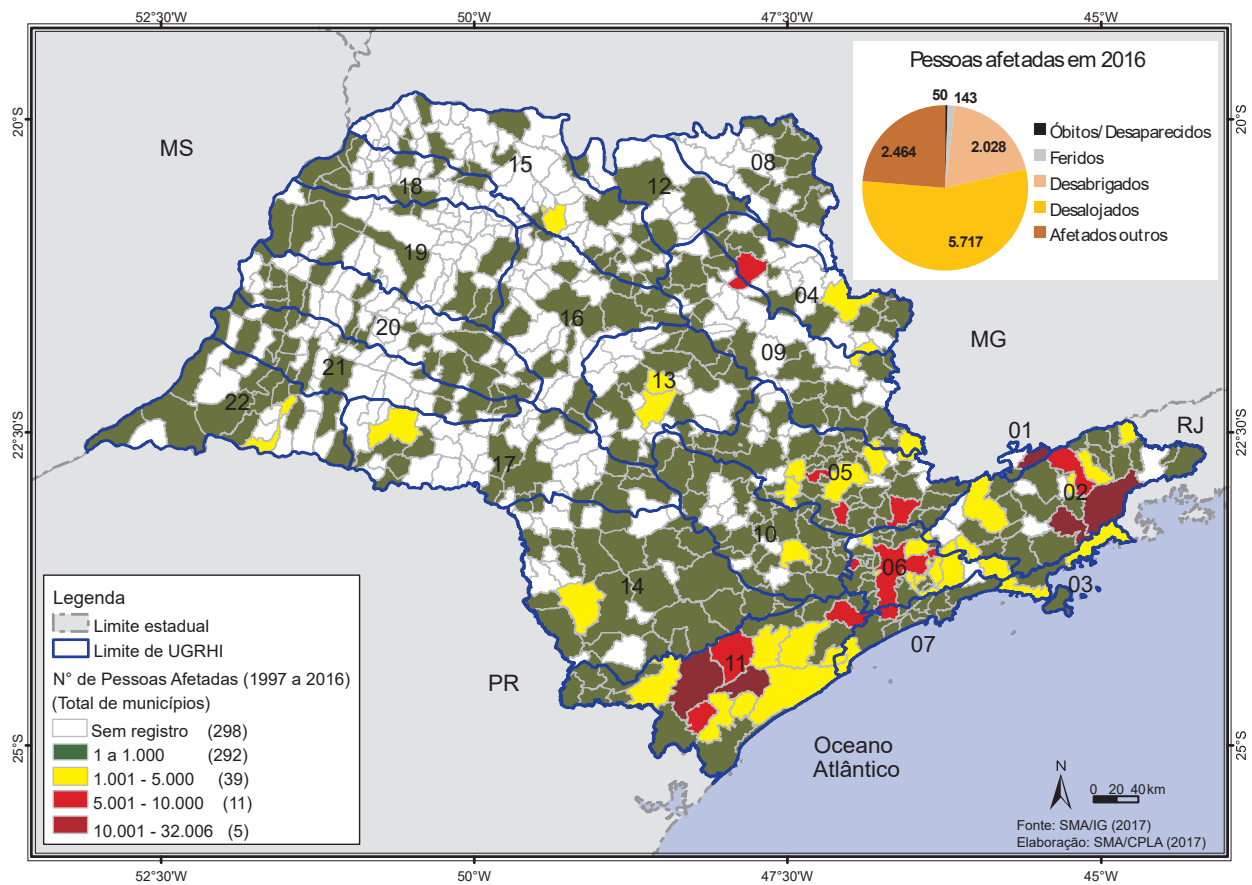 52°30'W 50°W 47°30'W 45°W
20°S
20°S
22°30'S
22°30'S
25°S
25°S
MS
MG
RJ
PR
Pessoas afetadas em 2016
50
143
2.028
5.717
2.464
Óbitos/ Desaparecidos
Feridos
Desabrigados
Desalojados
Afetados outros
15
08
18
12
19
04
16
20
09
21
13
22
01
05
17
02
10
06
03
14
07
11
Oceano
Atlântico
Legenda
Limite estadual
Limite de UGRHI
N° de Pessoas Afetadas (1997 a 2016)
(Total de municípios)
Sem registro (298)
1 a 1.000 (292)
1.001 - 5.000 (39)
5.001 - 10.000 (11)
10.001 - 32.006 (5)
N
0 20 40 km
Fonte: SMA/IG (2017)
Elaboração: SMA/CPLA (2017)
52°30'W 50°W 47°30'W 45°W